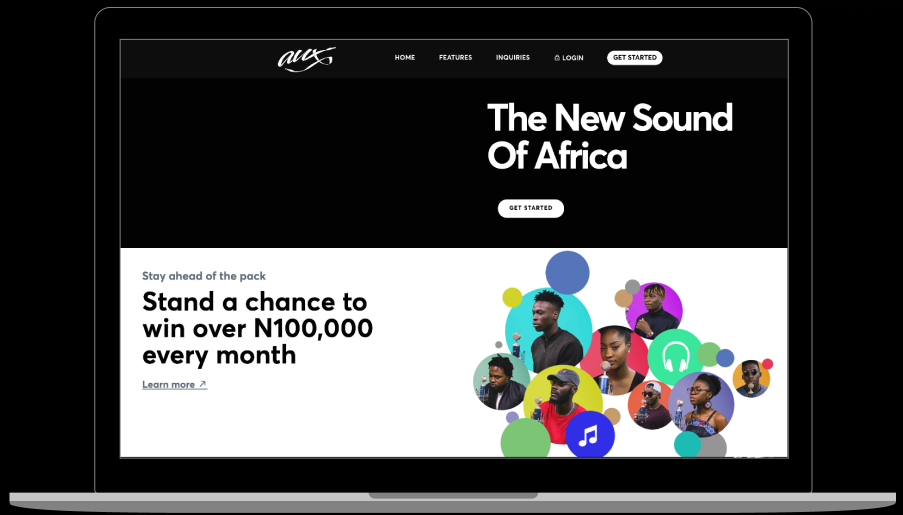 aux
HOME
FEATURES
INQUIRIES
LOGIN
GET STARTED
The New Sound
Of Africa
GET STARTED
Stay ahead of the pack
Stand a chance to
win over N100,000
every month
Learn more ↗